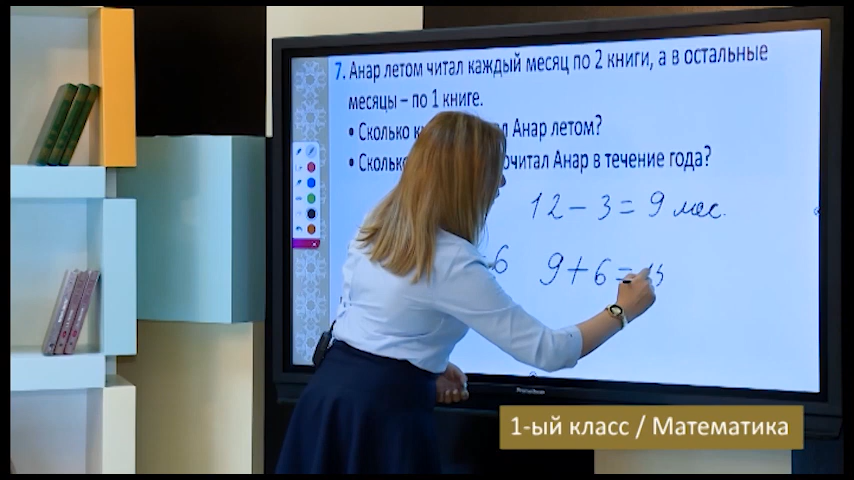 7. Анар летом читал каждый месяц по 2 книги, а в остальные
месяцы – по 1 книге.
• Сколько Анар летом?
• Сколько Анар в течение года?
12 – 3 = 9 мес.
6
9 + 6 = 15
1-ый класс / Математика